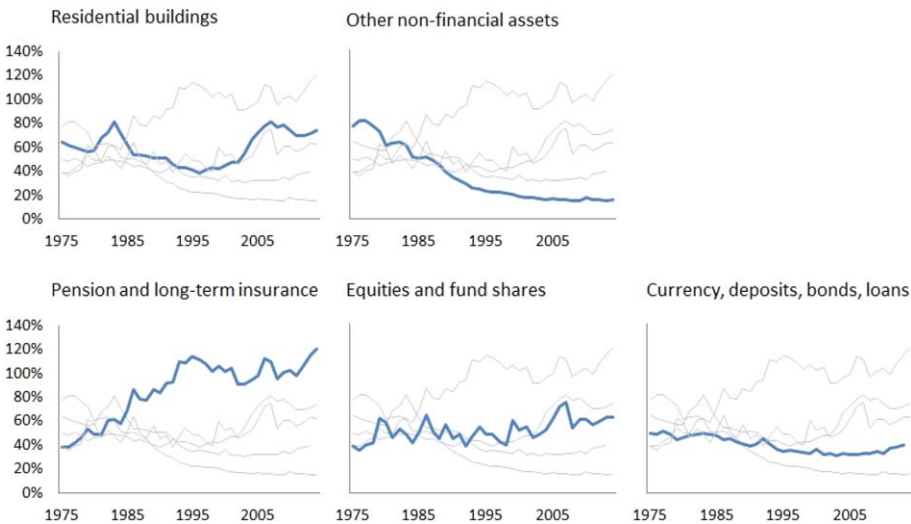 Residential buildings
Other non-financial assets
140%
120%
100%
80%
60%
40%
20%
0%
1975 1985 1995 2005
1975 1985 1995 2005
Pension and long-term insurance
Equities and fund shares
Currency, deposits, bonds, loans
140%
120%
100%
80%
60%
40%
20%
0%
1975 1985 1995 2005
1975 1985 1995 2005
1975 1985 1995 2005